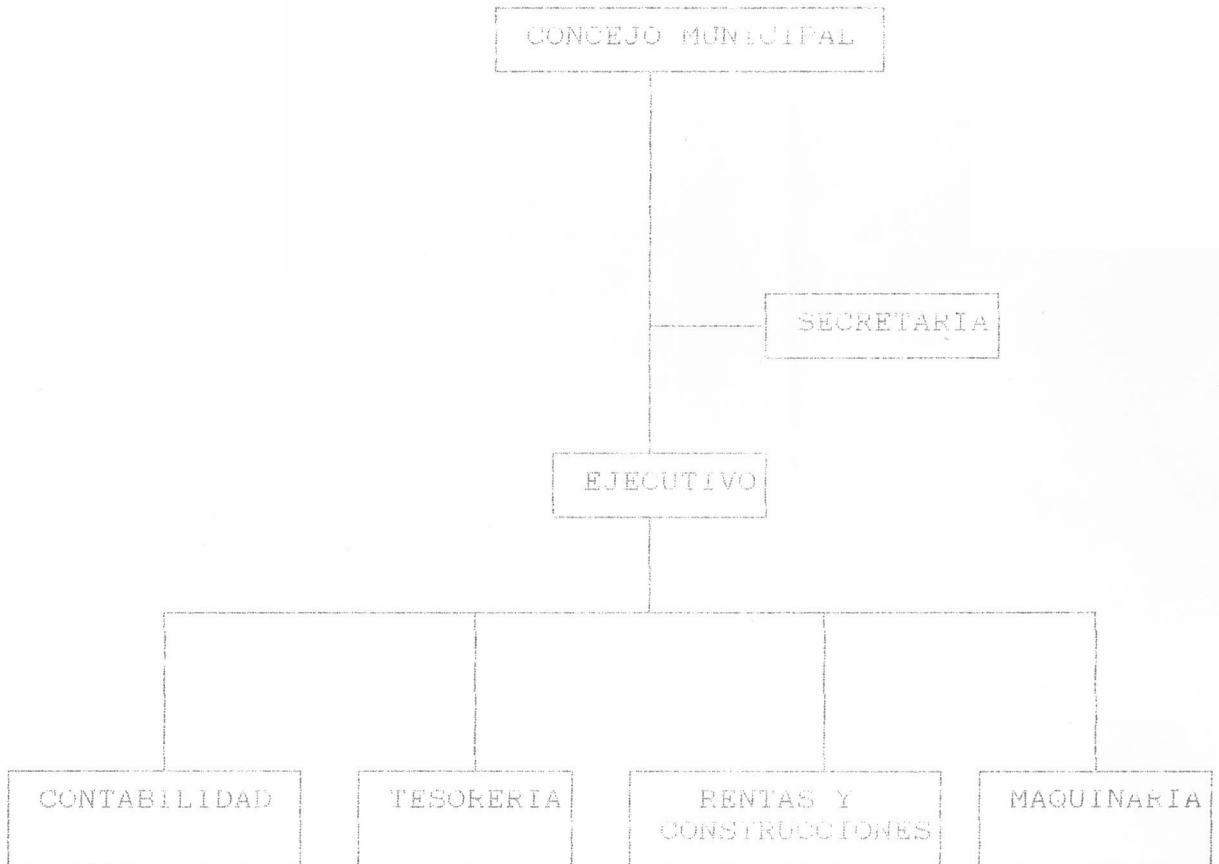 CONCEJO MUNICIPAL
SECRETARIA
EJECUTIVO
CONTABILIDAD
TESORERIA
RENTAS Y
CONSTRUCCIONES
MAQUINARIA